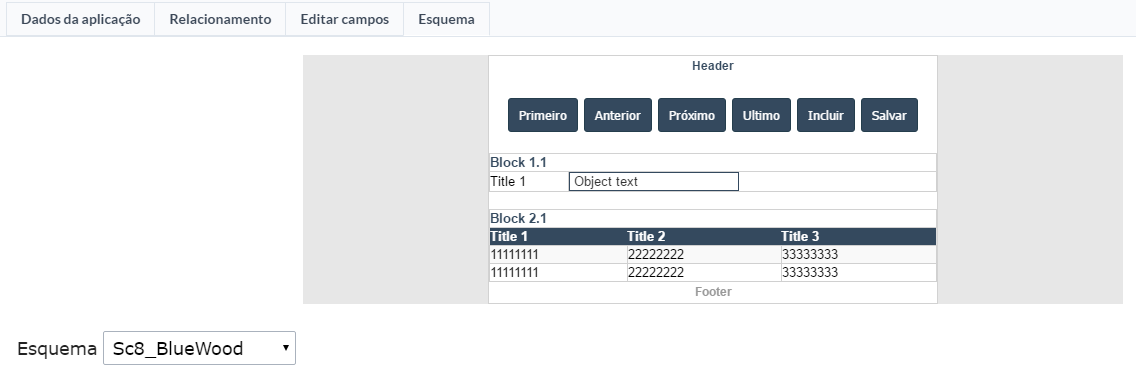 Dados da aplicação Relacionamento Editar campos Esquema
Header
Primeiro Anterior Próximo Ultimo Incluir Salvar
Block 1.1
Title 1 Object text
Block 2.1
Title 1 Title 2 Title 3
11111111 22222222 33333333
11111111 22222222 33333333
Footer
Esquema Sc8_BlueWood